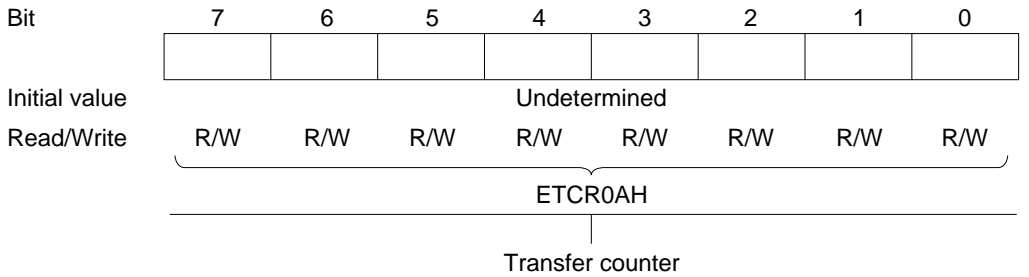 Bit 7 6 5 4 3 2 1 0
Initial value Undetermined
Read/Write R/W R/W R/W R/W R/W R/W R/W R/W
ETCR0AH
Transfer counter